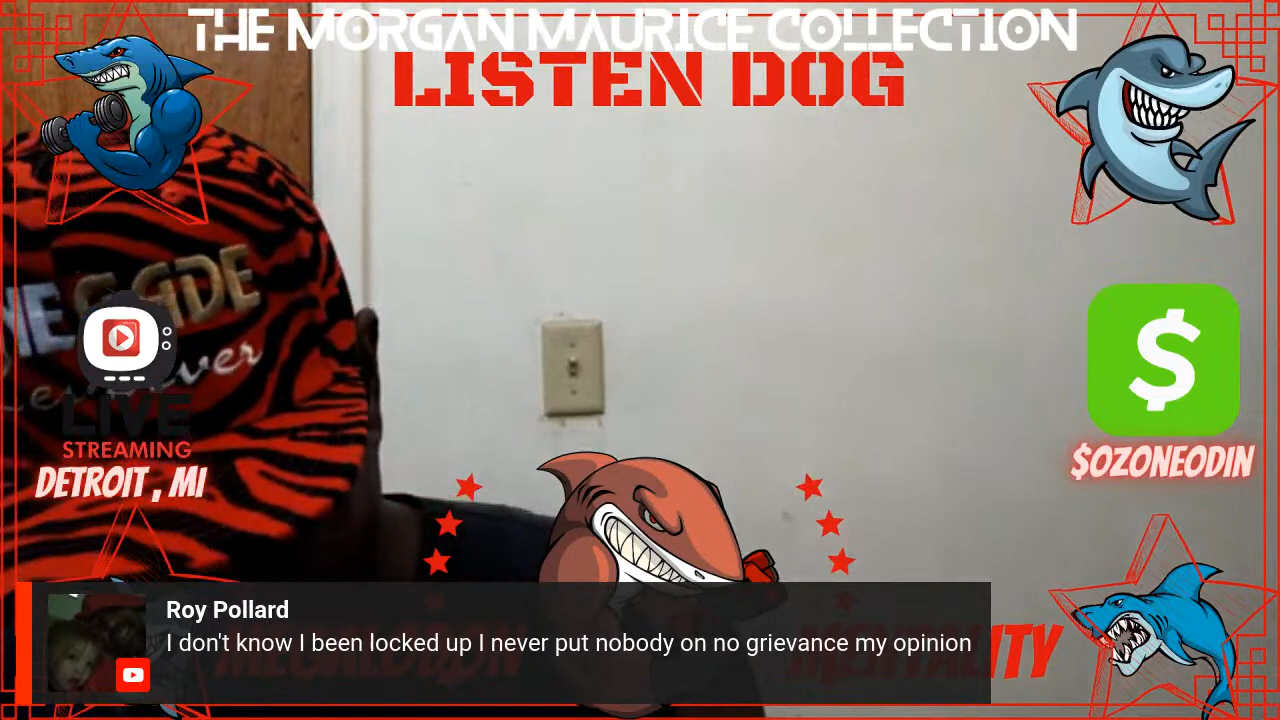 THE MORGAN MAURICE COLLECTION
LISTEN DOG
LIVE
STREAMING
DETROIT , MI
$
$OZONEODIN
Roy Pollard
I don't know I been locked up I never put nobody on no grievance my opinion
MENTALITY